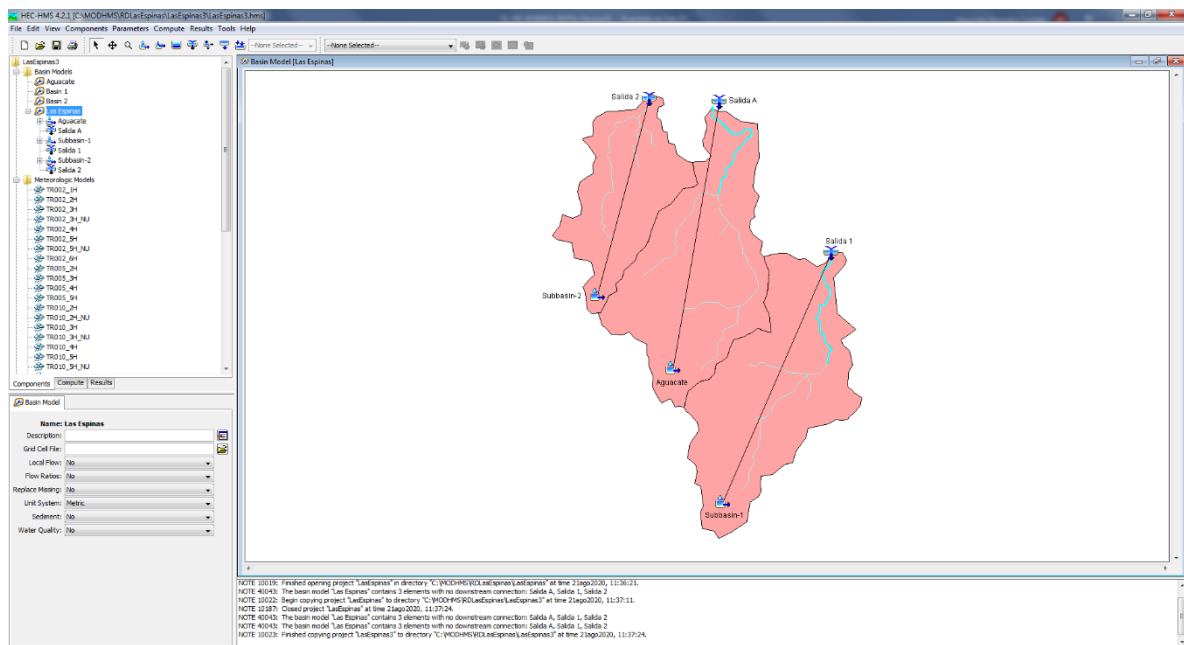 HEC-HMS 4.2.1 [C:\MODHMS\RDLasEspinas\LasEspinas3\LasEspinas3.hms]
File Edit View Components Parameters Compute Results Tools Help
--None Selected-- --None Selected--
LasEspinas3
Basin Models
Aguacate
Basin 1
Basin 2
Las Espinas
Aguacate
Salida A
Subbasin-1
Salida 1
Subbasin-2
Salida 2
Meteorologic Models
TR002_1H
TR002_2H
TR002_3H
TR002_3H_NU
TR002_4H
TR002_5H
TR002_5H_NU
TR002_6H
TR005_2H
TR005_3H
TR005_4H
TR005_5H
TR010_2H
TR010_2H_NU
TR010_3H
TR010_3H_NU
TR010_4H
TR010_5H
TR010_5H_NU
Components Compute Results
Basin Model
Name: Las Espinas
Description:
Grid Cell File:
Local Flow: No
Flow Ratios: No
Replace Missing: No
Unit System: Metric
Sediment: No
Water Quality: No
Basin Model [Las Espinas]
Salida 2
Salida A
Salida 1
Subbasin-2
Aguacate
Subbasin-1
NOTE 10019: Finished opening project "LasEspinas" in directory "C:\MODHMS\RDLasEspinas\LasEspinas" at time 21ago2020, 11:36:21.
NOTE 40043: The basin model "Las Espinas" contains 3 elements with no downstream connection: Salida A, Salida 1, Salida 2
NOTE 10022: Begin copying project "LasEspinas" to directory "C:\MODHMS\RDLasEspinas\LasEspinas3" at time 21ago2020, 11:37:11.
NOTE 10187: Closed project "LasEspinas" at time 21ago2020, 11:37:24.
NOTE 40043: The basin model "Las Espinas" contains 3 elements with no downstream connection: Salida A, Salida 1, Salida 2
NOTE 40043: The basin model "Las Espinas" contains 3 elements with no downstream connection: Salida A, Salida 1, Salida 2
NOTE 10023: Finished copying project "LasEspinas3" to directory "C:\MODHMS\RDLasEspinas\LasEspinas3" at time 21ago2020, 11:37:24.